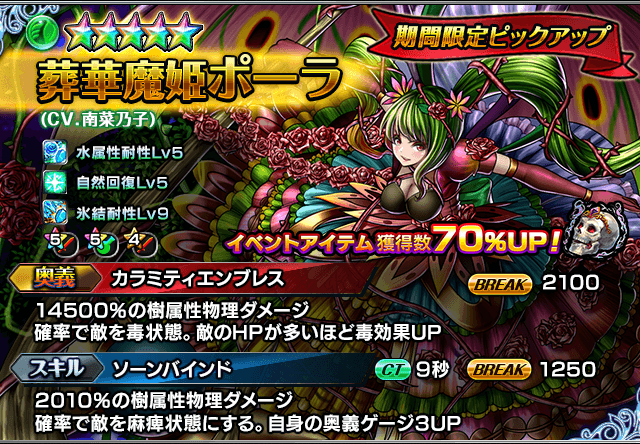 期間限定ピックアップ
葬華魔姫ポーラ
(CV.南菜乃子)
水属性耐性Lv5
自然回復Lv5
氷結耐性Lv9
5 5 4
イベントアイテム獲得数70%UP!
奥義 カラミティエンブレス BREAK 2100
14500%の樹属性物理ダメージ
確率で敵を毒状態。敵のHPが多いほど毒効果UP
スキル ソーンバインド CT 9秒 BREAK 1250
2010%の樹属性物理ダメージ
確率で敵を麻痺状態にする。自身の奥義ゲージ3UP